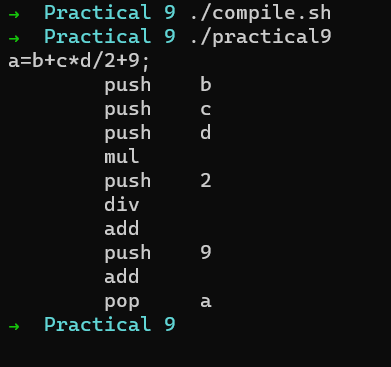 → Practical 9 ./compile.sh
→ Practical 9 ./practical9
a=b+c*d/2+9;
push b
push c
push d
mul
push 2
div
add
push 9
add
pop a
→ Practical 9